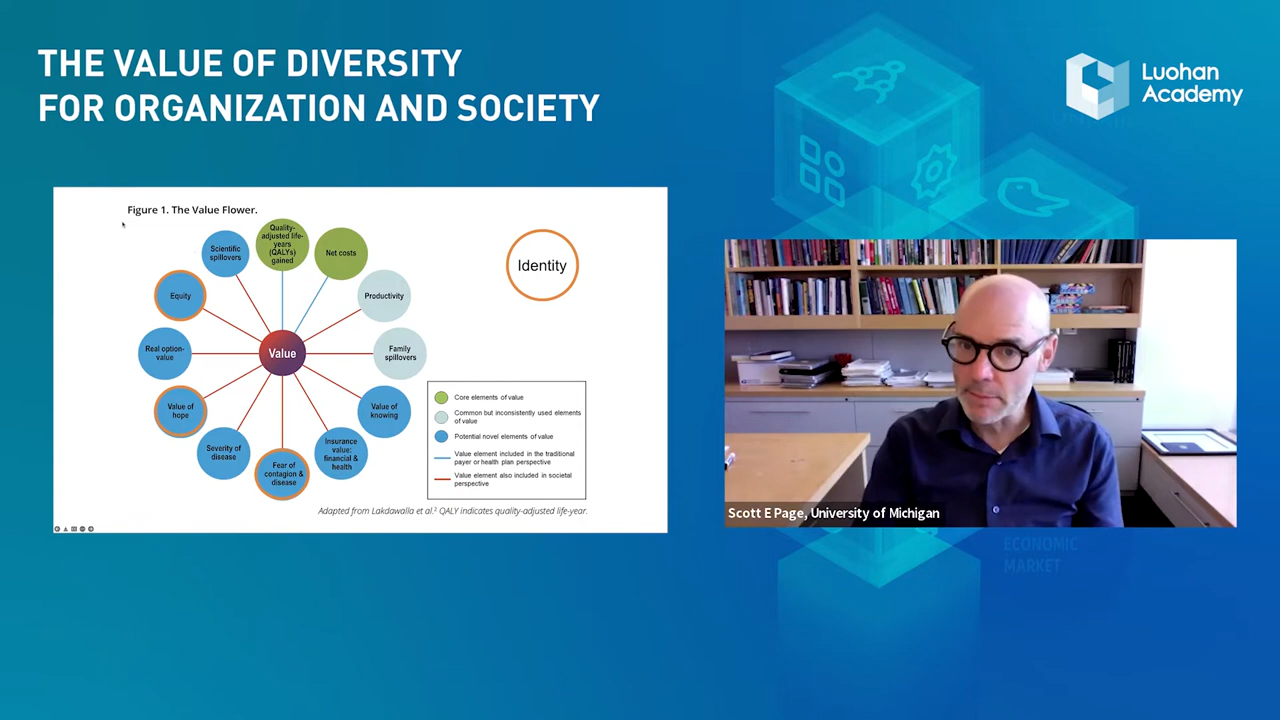 THE VALUE OF DIVERSITY
FOR ORGANIZATION AND SOCIETY
Luohan
Academy
Figure 1. The Value Flower.
Quality-
adjusted life-
years
(QALYs)
gained
Net costs
Productivity
Family
spillovers
Value of
knowing
Insurance
value:
financial &
health
Fear of
contagion &
disease
Severity of
disease
Value of
hope
Real option-
value
Equity
Scientific
spillovers
Value
Identity
Core elements of value
Common but inconsistently used elements
of value
Potential novel elements of value
Value element included in the traditional
payer or health plan perspective
Value element also included in societal
perspective
Adapted from Lakdawalla et al.² QALY indicates quality-adjusted life-year.
Scott E Page, University of Michigan
ECONOMIC
MARKET